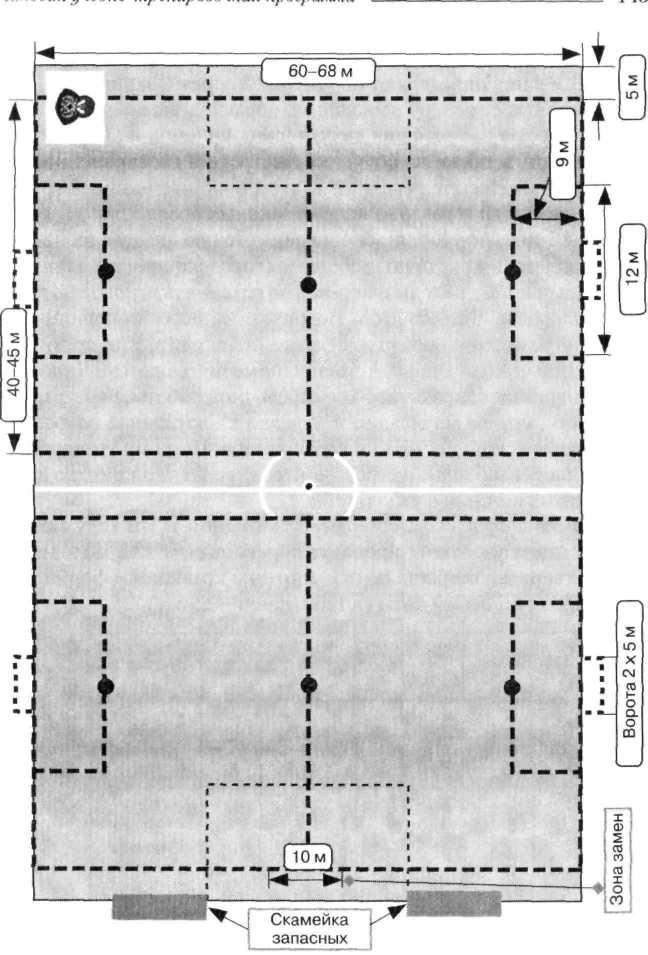 60–68 м
5 м
9 м
12 м
40–45 м
Ворота 2 x 5 м
10 м
Зона замен
Скамейка
запасных